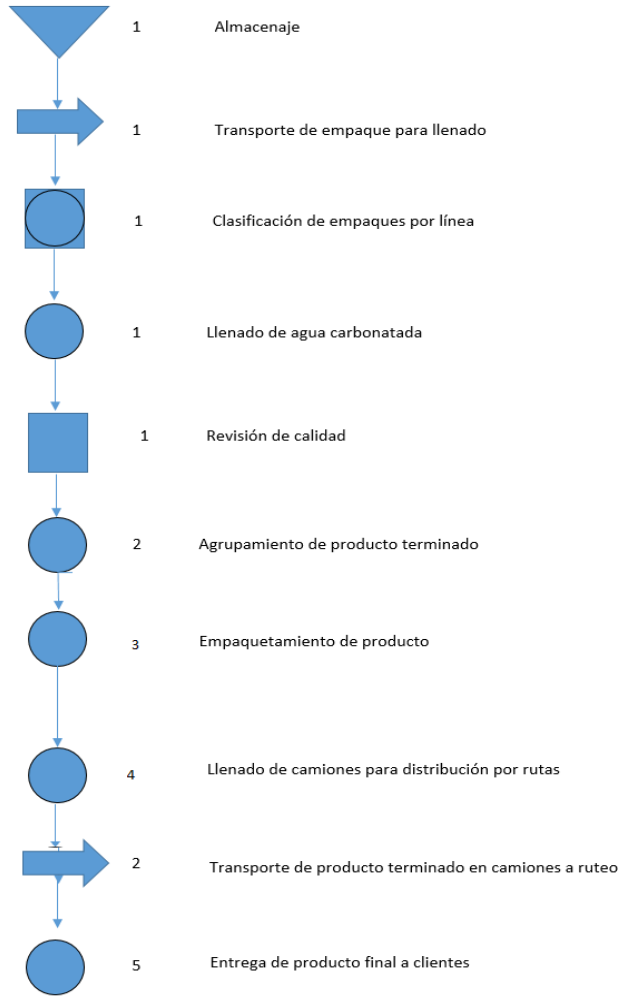 1 Almacenaje
1 Transporte de empaque para llenado
1 Clasificación de empaques por línea
1 Llenado de agua carbonatada
1 Revisión de calidad
2 Agrupamiento de producto terminado
3 Empaquetamiento de producto
4 Llenado de camiones para distribución por rutas
2 Transporte de producto terminado en camiones a ruteo
5 Entrega de producto final a clientes